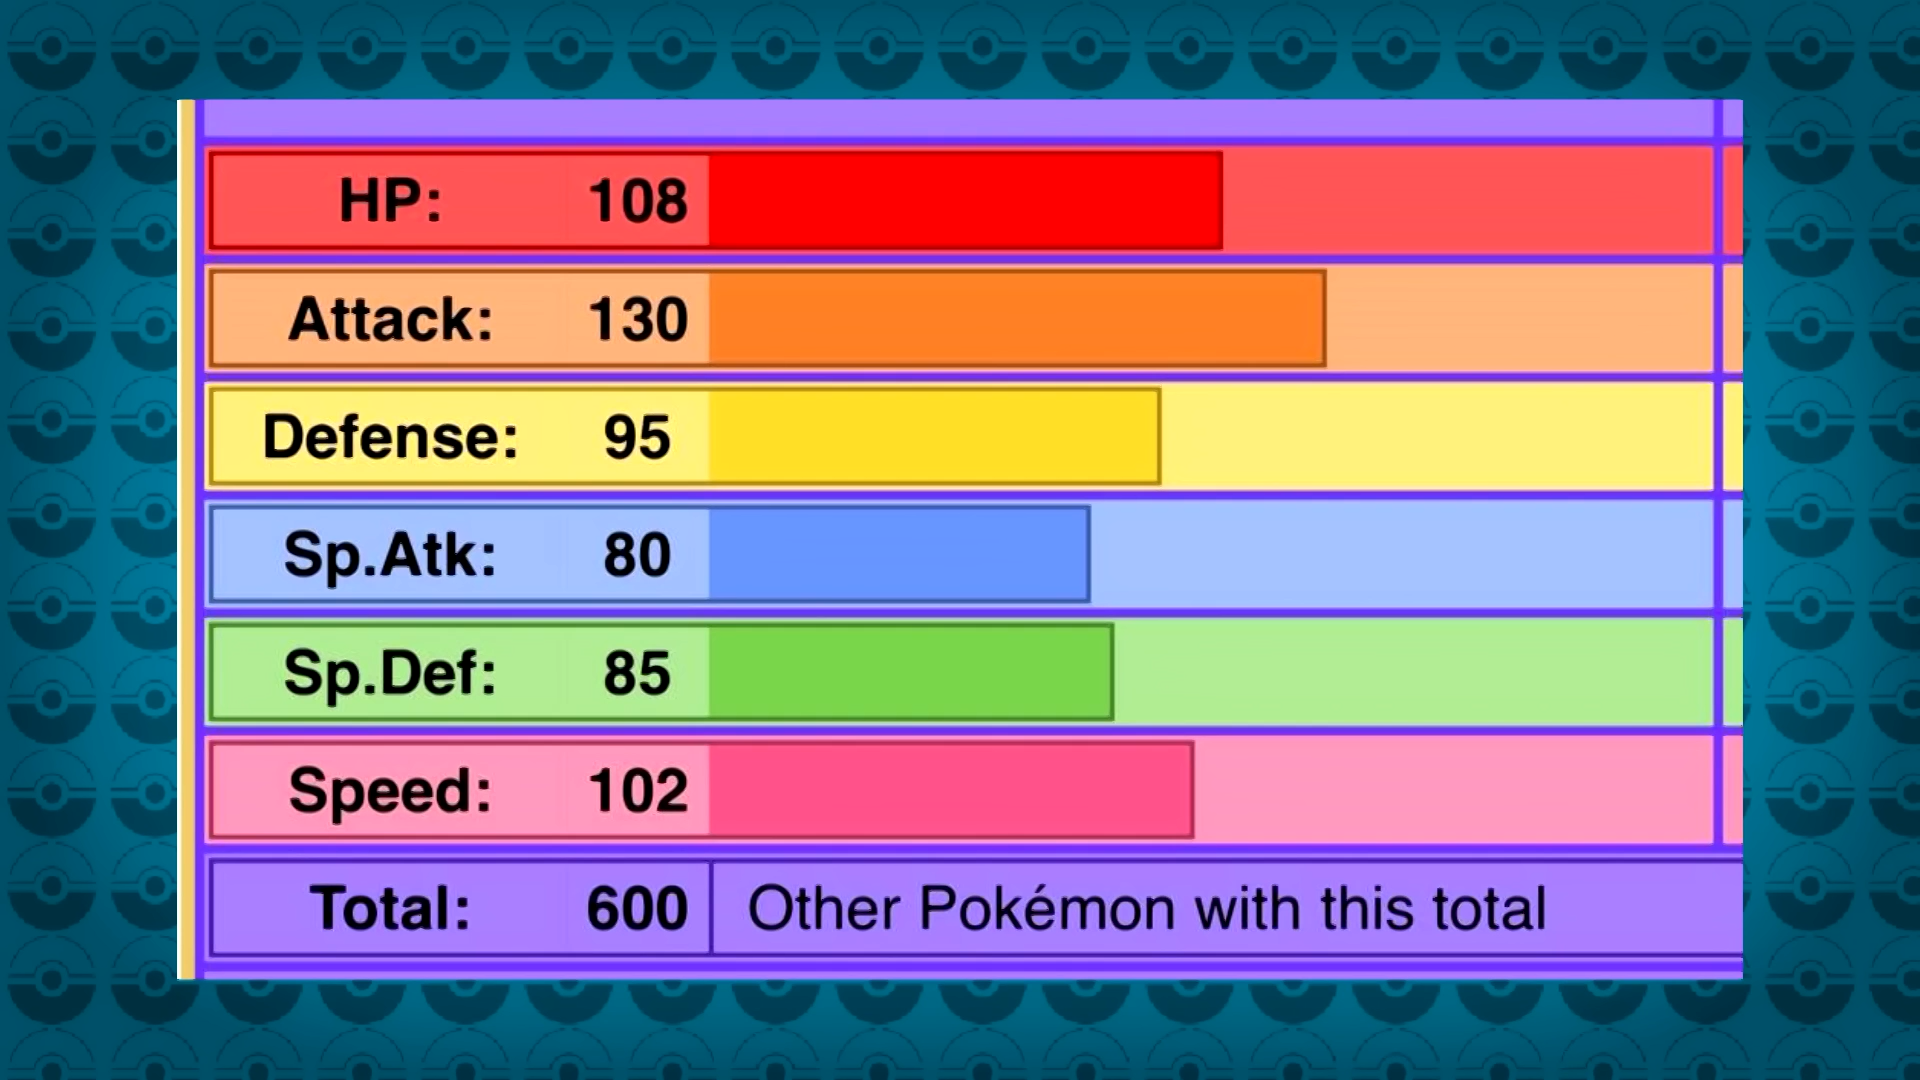 HP: 108
Attack: 130
Defense: 95
Sp.Atk: 80
Sp.Def: 85
Speed: 102
Total: 600 Other Pokémon with this total